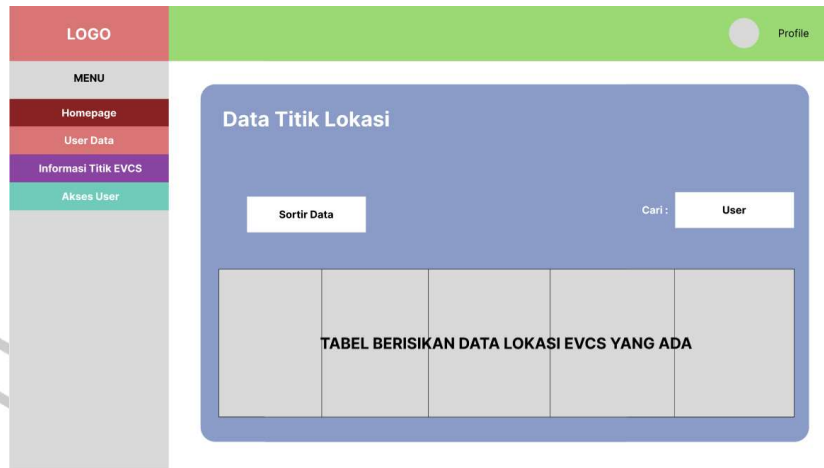 LOGO
Profile
MENU
Homepage
User Data
Informasi Titik EVCS
Akses User
Data Titik Lokasi
Sortir Data
Cari :
User
TABEL BERISIKAN DATA LOKASI EVCS YANG ADA